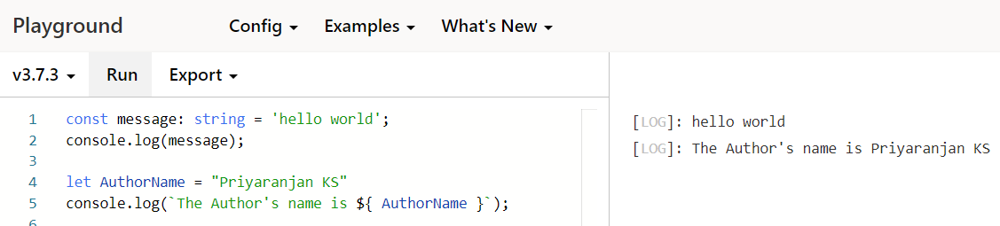 Playground Config Examples What's New
v3.7.3 Run Export
1 const message: string = 'hello world';
2 console.log(message);
3
4 let AuthorName = "Priyaranjan KS"
5 console.log(`The Author's name is ${ AuthorName }`);
6
[LOG]: hello world
[LOG]: The Author's name is Priyaranjan KS